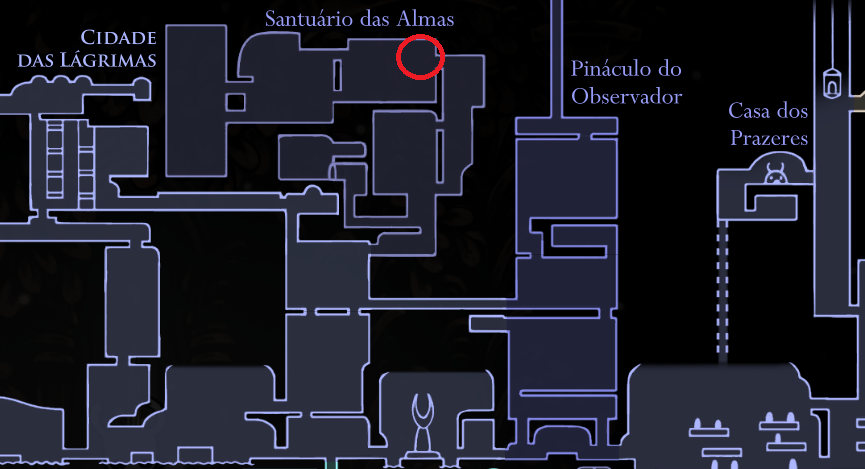 Santuário das Almas
CIDADE
DAS LÁGRIMAS
Pináculo do
Observador
Casa dos
Prazeres